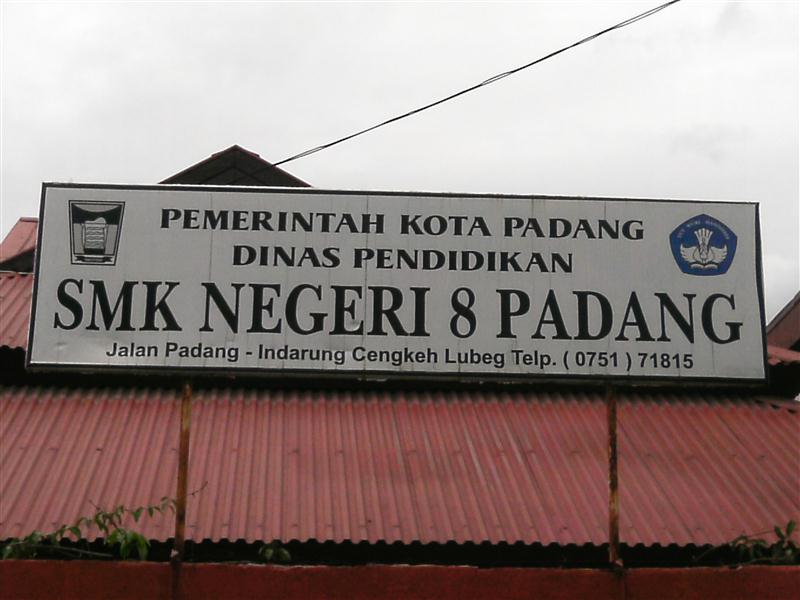 PEMERINTAH KOTA PADANG
DINAS PENDIDIKAN
SMK NEGERI 8 PADANG
Jalan Padang - Indarung Cengkeh Lubeg Telp. ( 0751 ) 71815